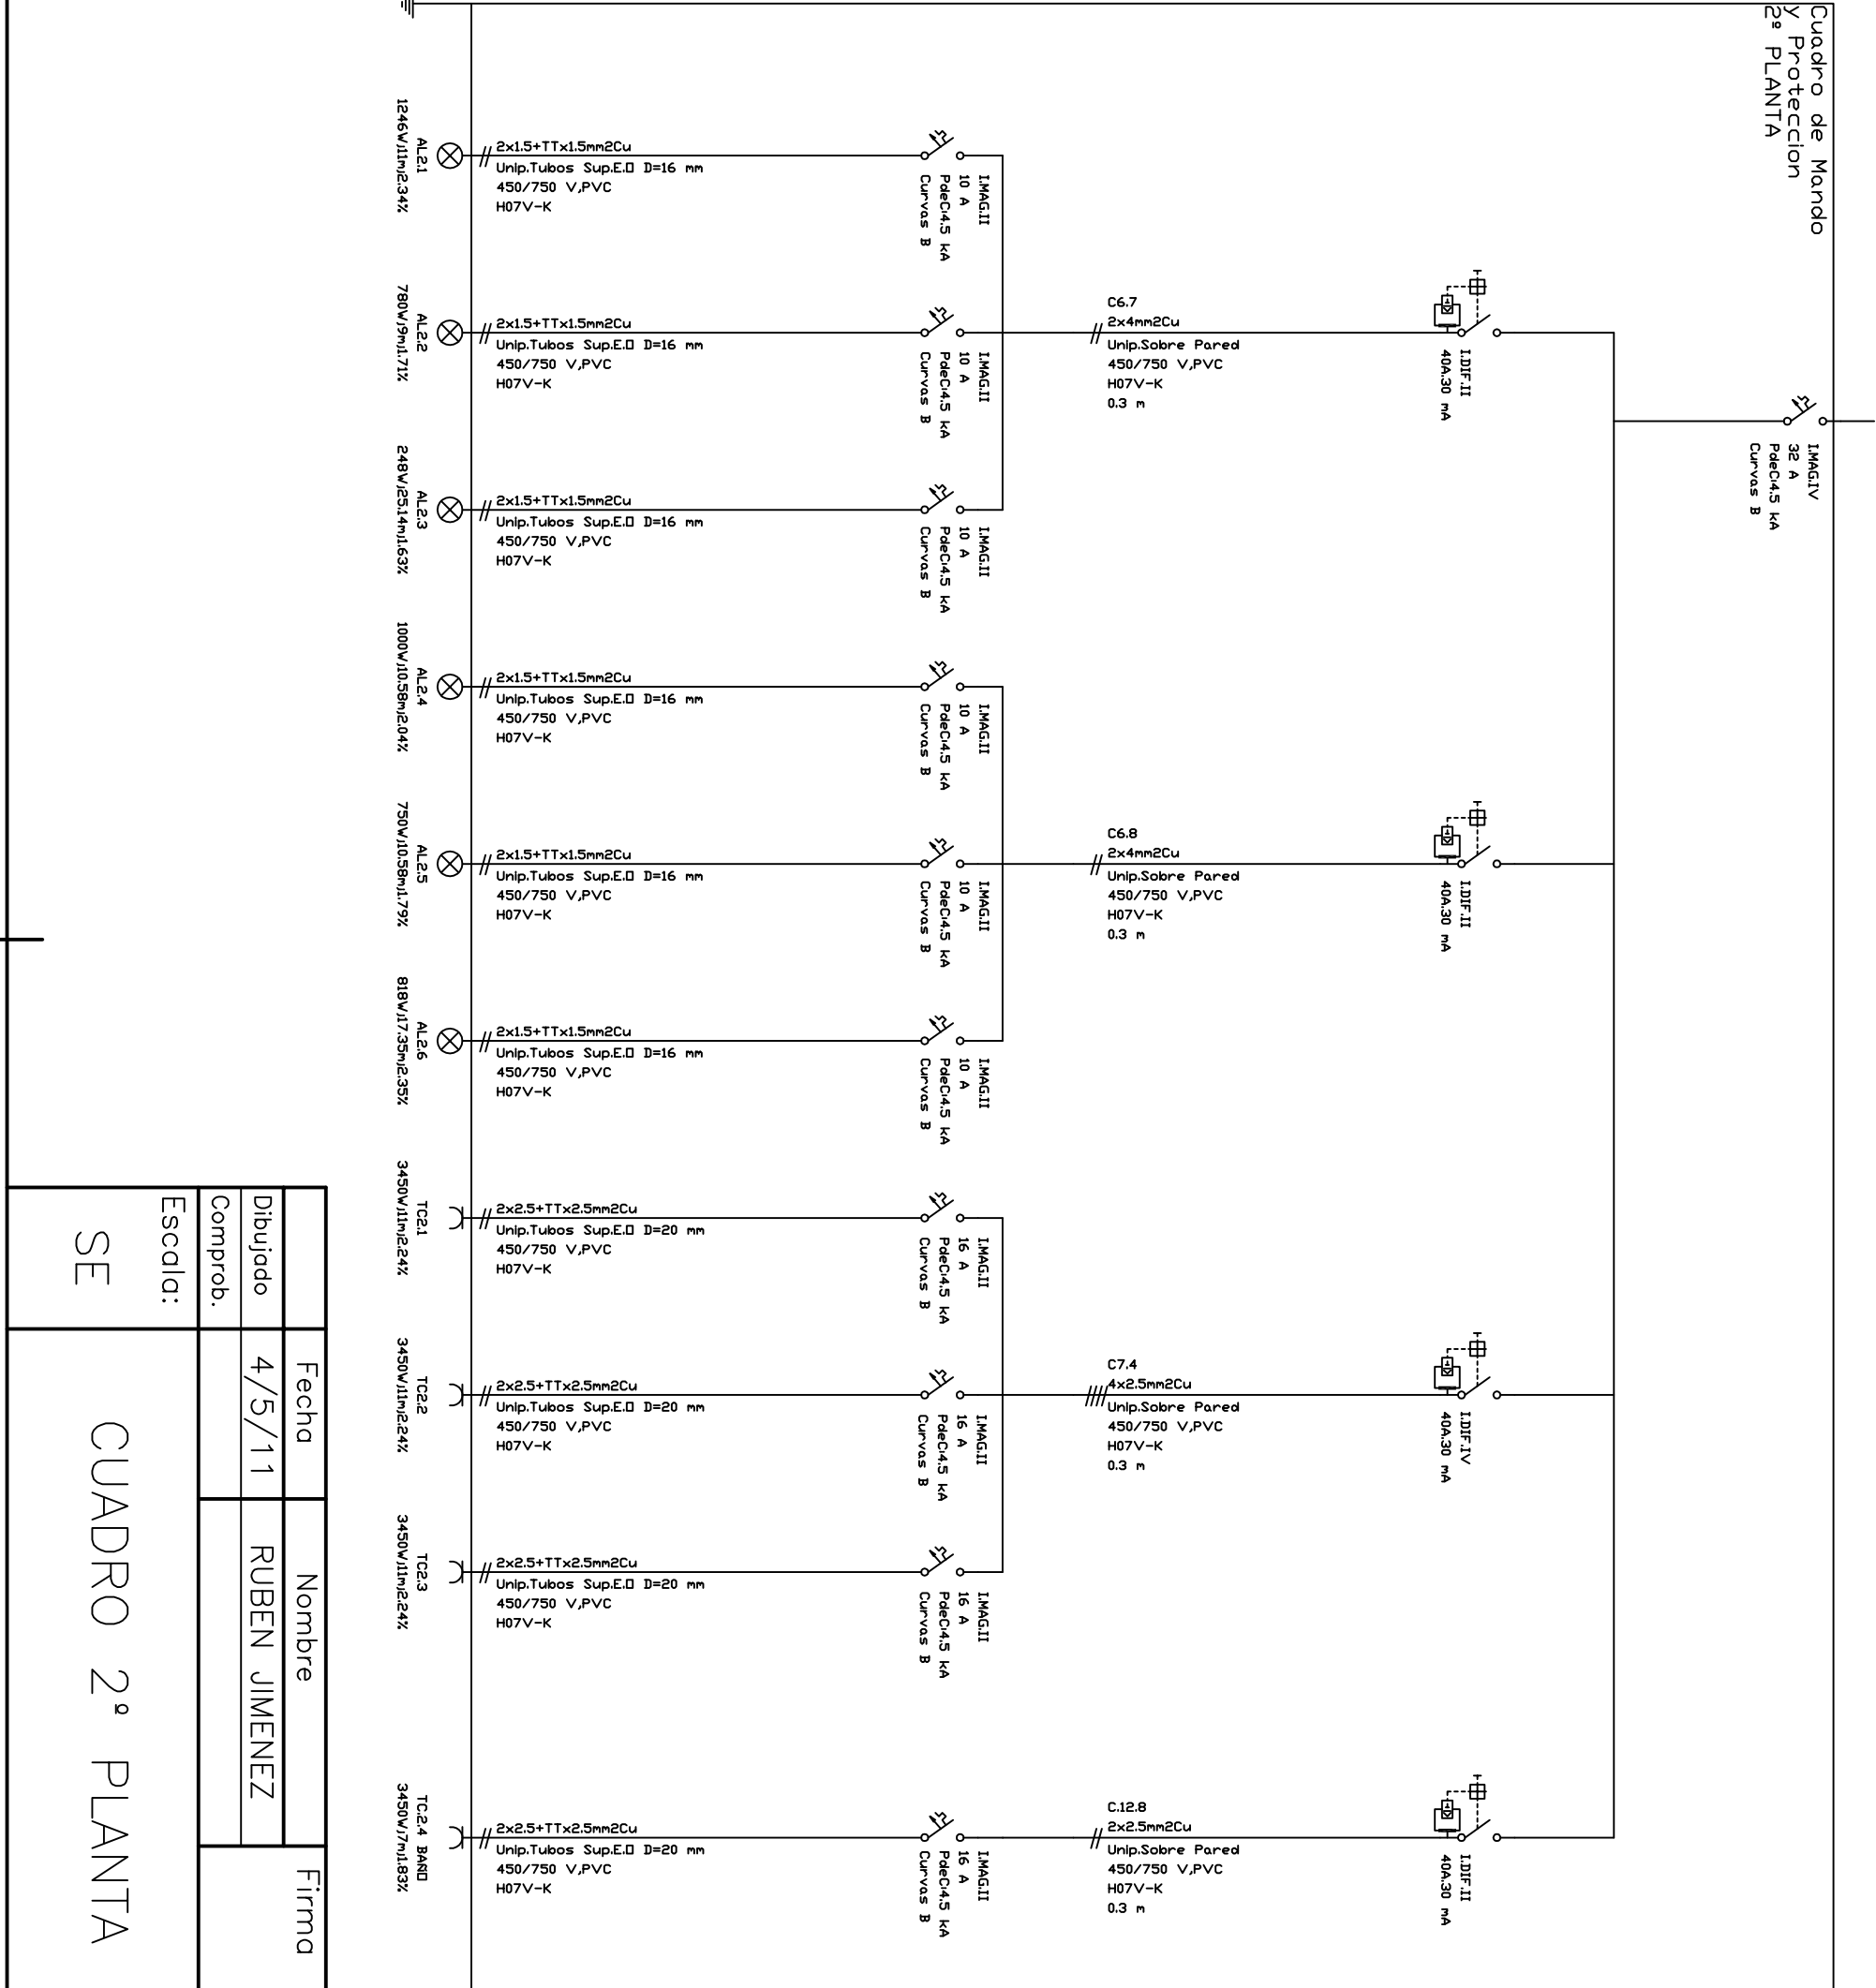 Cuadro de Mando
y Proteccion
2º PLANTA
I.MAG.IV
32 A
PdeC:4.5 kA
Curvas B
I.DIF.II
40A.30 mA
C6.7
2x4mm2Cu
Unip.Sobre Pared
450/750 V,PVC
H07V-K
0.3 m
I.DIF.II
40A.30 mA
C6.8
2x4mm2Cu
Unip.Sobre Pared
450/750 V,PVC
H07V-K
0.3 m
I.DIF.IV
40A.30 mA
C7.4
4x2.5mm2Cu
Unip.Sobre Pared
450/750 V,PVC
H07V-K
0.3 m
I.DIF.II
40A.30 mA
C.12.8
2x2.5mm2Cu
Unip.Sobre Pared
450/750 V,PVC
H07V-K
0.3 m
I.MAG.II
10 A
PdeC:4.5 kA
Curvas B
2x1.5+TTx1.5mm2Cu
Unip.Tubos Sup.E.O D=16 mm
450/750 V,PVC
H07V-K
AL2.1
1246W;11m;2.34%
I.MAG.II
10 A
PdeC:4.5 kA
Curvas B
2x1.5+TTx1.5mm2Cu
Unip.Tubos Sup.E.O D=16 mm
450/750 V,PVC
H07V-K
AL2.2
780W;9m;1.71%
I.MAG.II
10 A
PdeC:4.5 kA
Curvas B
2x1.5+TTx1.5mm2Cu
Unip.Tubos Sup.E.O D=16 mm
450/750 V,PVC
H07V-K
AL2.3
248W;25.14m;1.63%
I.MAG.II
10 A
PdeC:4.5 kA
Curvas B
2x1.5+TTx1.5mm2Cu
Unip.Tubos Sup.E.O D=16 mm
450/750 V,PVC
H07V-K
AL2.4
1000W;10.58m;2.04%
I.MAG.II
10 A
PdeC:4.5 kA
Curvas B
2x1.5+TTx1.5mm2Cu
Unip.Tubos Sup.E.O D=16 mm
450/750 V,PVC
H07V-K
AL2.5
750W;10.58m;1.79%
I.MAG.II
10 A
PdeC:4.5 kA
Curvas B
2x1.5+TTx1.5mm2Cu
Unip.Tubos Sup.E.O D=16 mm
450/750 V,PVC
H07V-K
AL2.6
818W;17.35m;2.35%
I.MAG.II
16 A
PdeC:4.5 kA
Curvas B
2x2.5+TTx2.5mm2Cu
Unip.Tubos Sup.E.O D=20 mm
450/750 V,PVC
H07V-K
TC2.1
3450W;11m;2.24%
I.MAG.II
16 A
PdeC:4.5 kA
Curvas B
2x2.5+TTx2.5mm2Cu
Unip.Tubos Sup.E.O D=20 mm
450/750 V,PVC
H07V-K
TC2.2
3450W;11m;2.24%
I.MAG.II
16 A
PdeC:4.5 kA
Curvas B
2x2.5+TTx2.5mm2Cu
Unip.Tubos Sup.E.O D=20 mm
450/750 V,PVC
H07V-K
TC2.3
3450W;11m;2.24%
I.MAG.II
16 A
PdeC:4.5 kA
Curvas B
2x2.5+TTx2.5mm2Cu
Unip.Tubos Sup.E.O D=20 mm
450/750 V,PVC
H07V-K
TC.2.4 BAÑO
3450W;7m;1.83%
Fecha Nombre Firma
Dibujado 4/5/11 RUBEN JIMENEZ
Comprob.
Escala:
SE
CUADRO 2º PLANTA